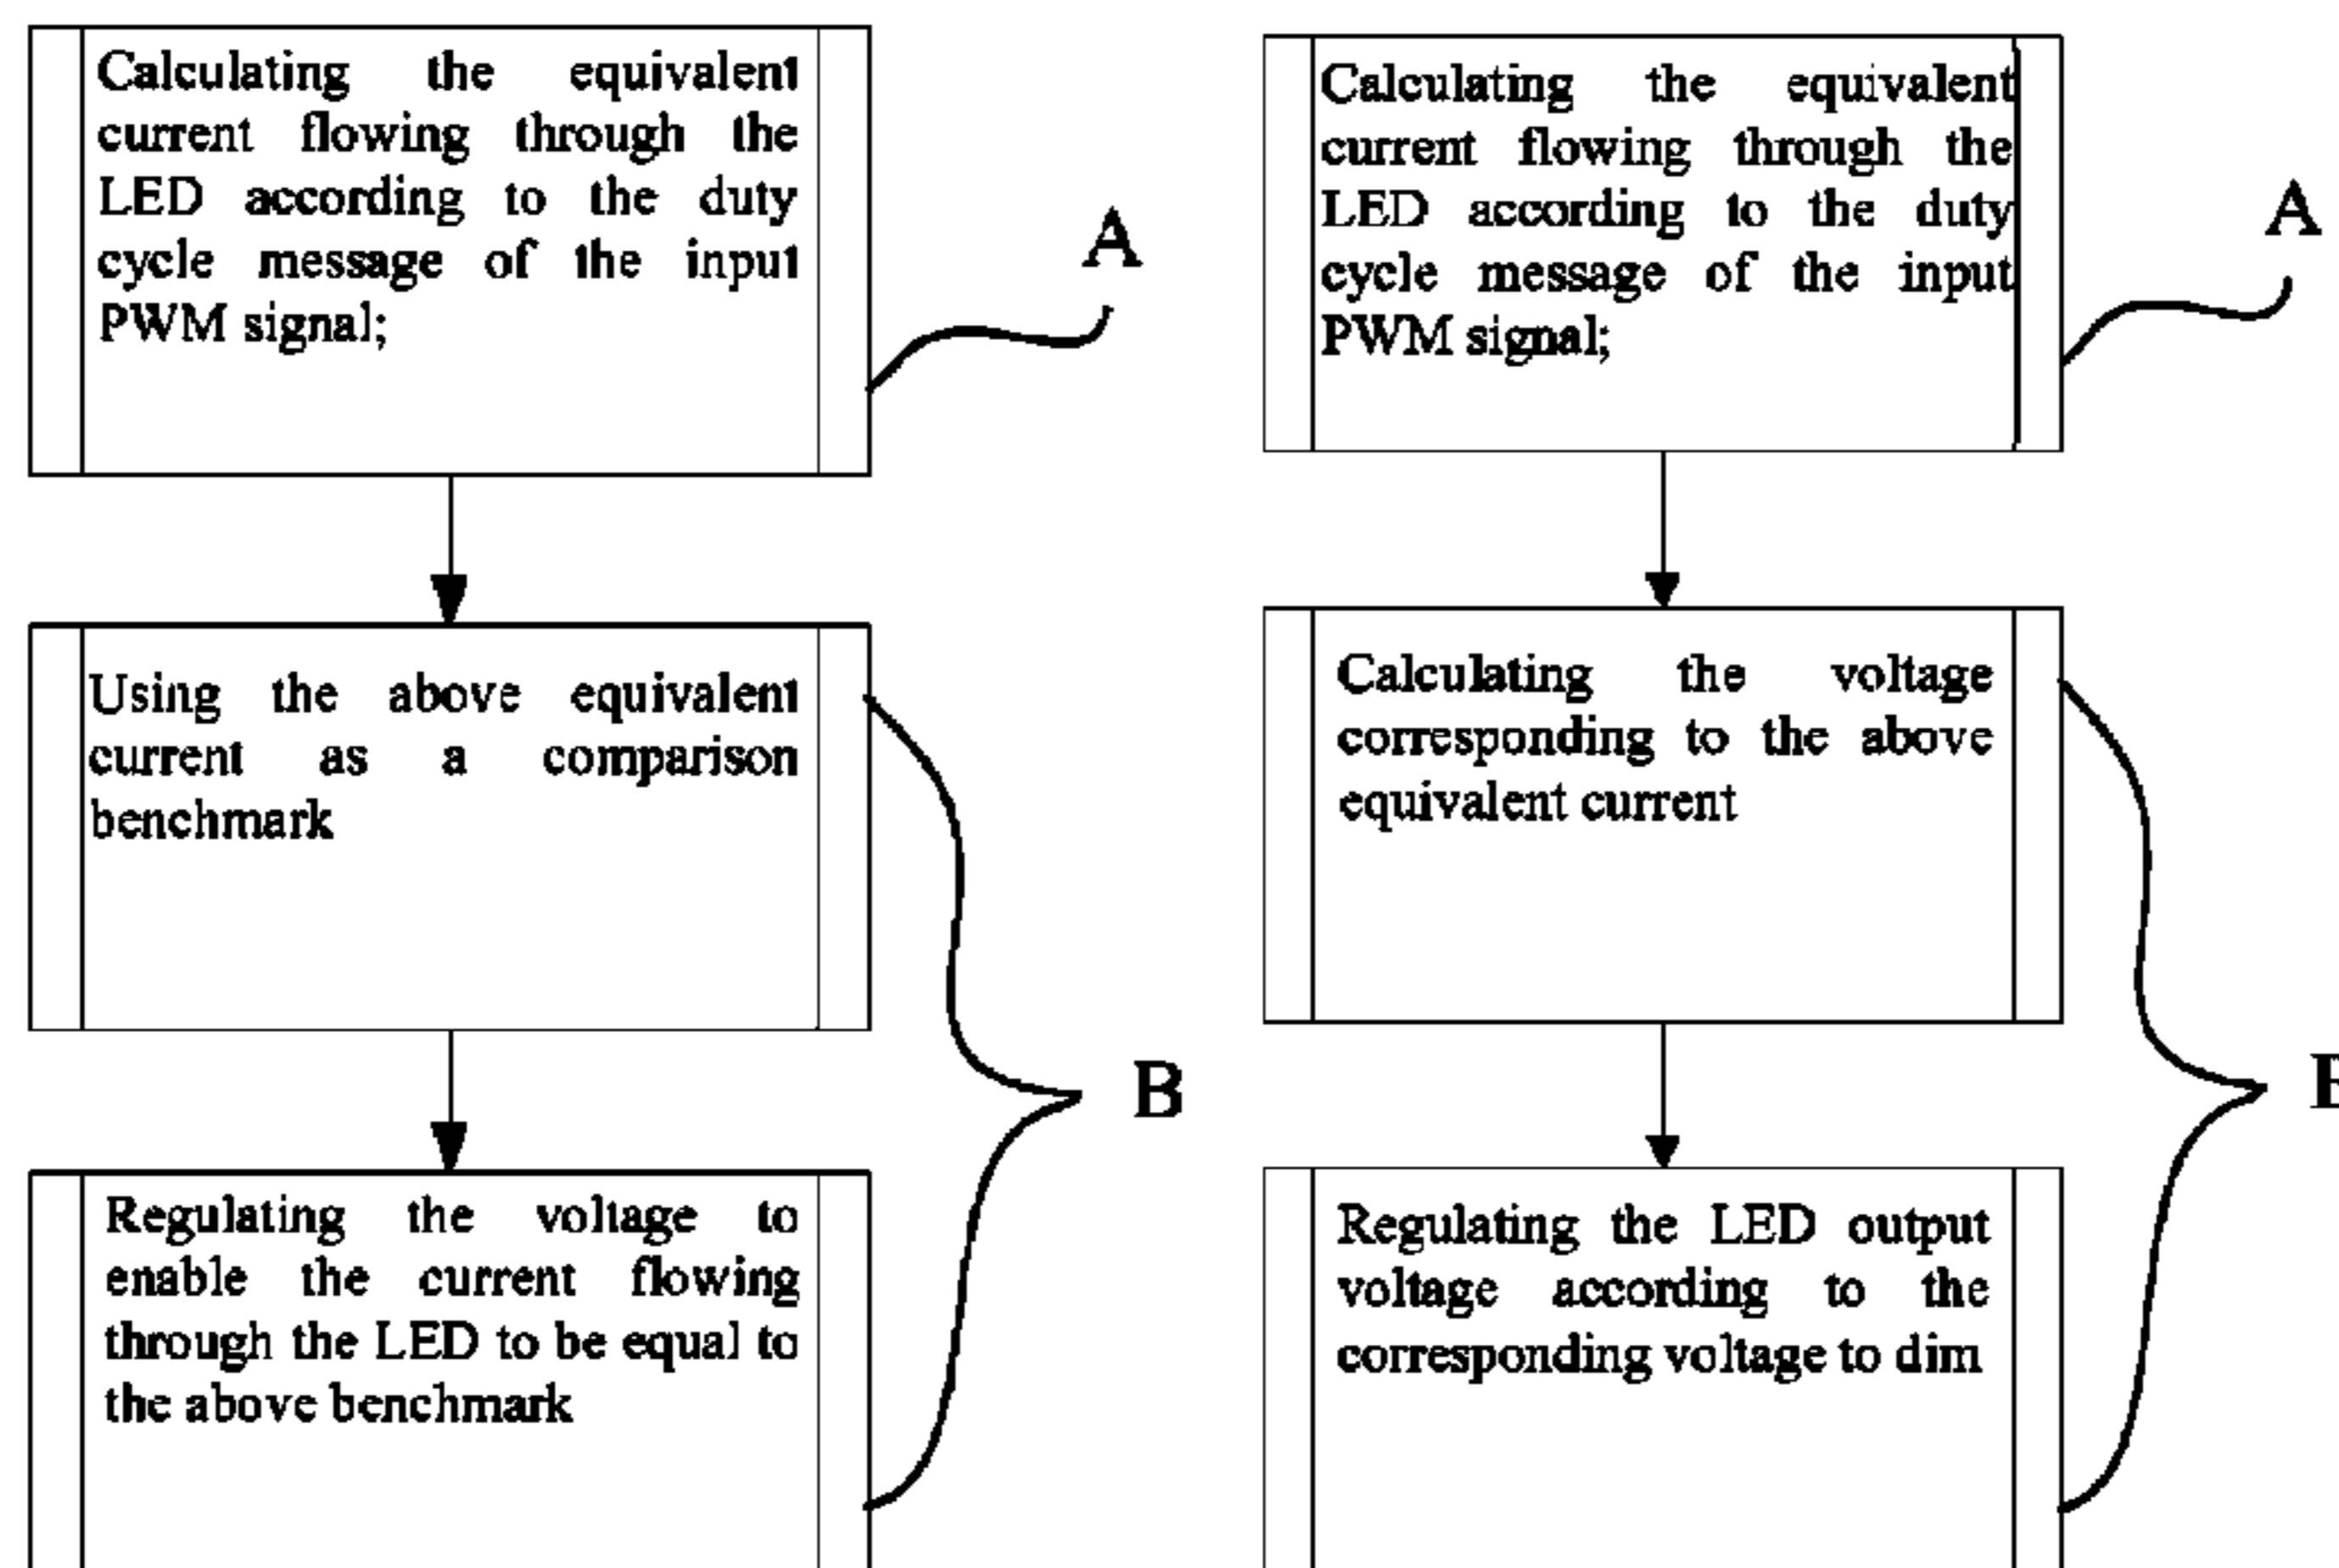 Calculating the equivalent
current flowing through the
LED according to the duty
cycle message of the input
PWM signal;
A
Using the above equivalent
current as a comparison
benchmark
B
Regulating the voltage to
enable the current flowing
through the LED to be equal to
the above benchmark
Calculating the equivalent
current flowing through the
LED according to the duty
cycle message of the input
PWM signal;
A
Calculating the voltage
corresponding to the above
equivalent current
Regulating the LED output
voltage according to the
corresponding voltage to dim